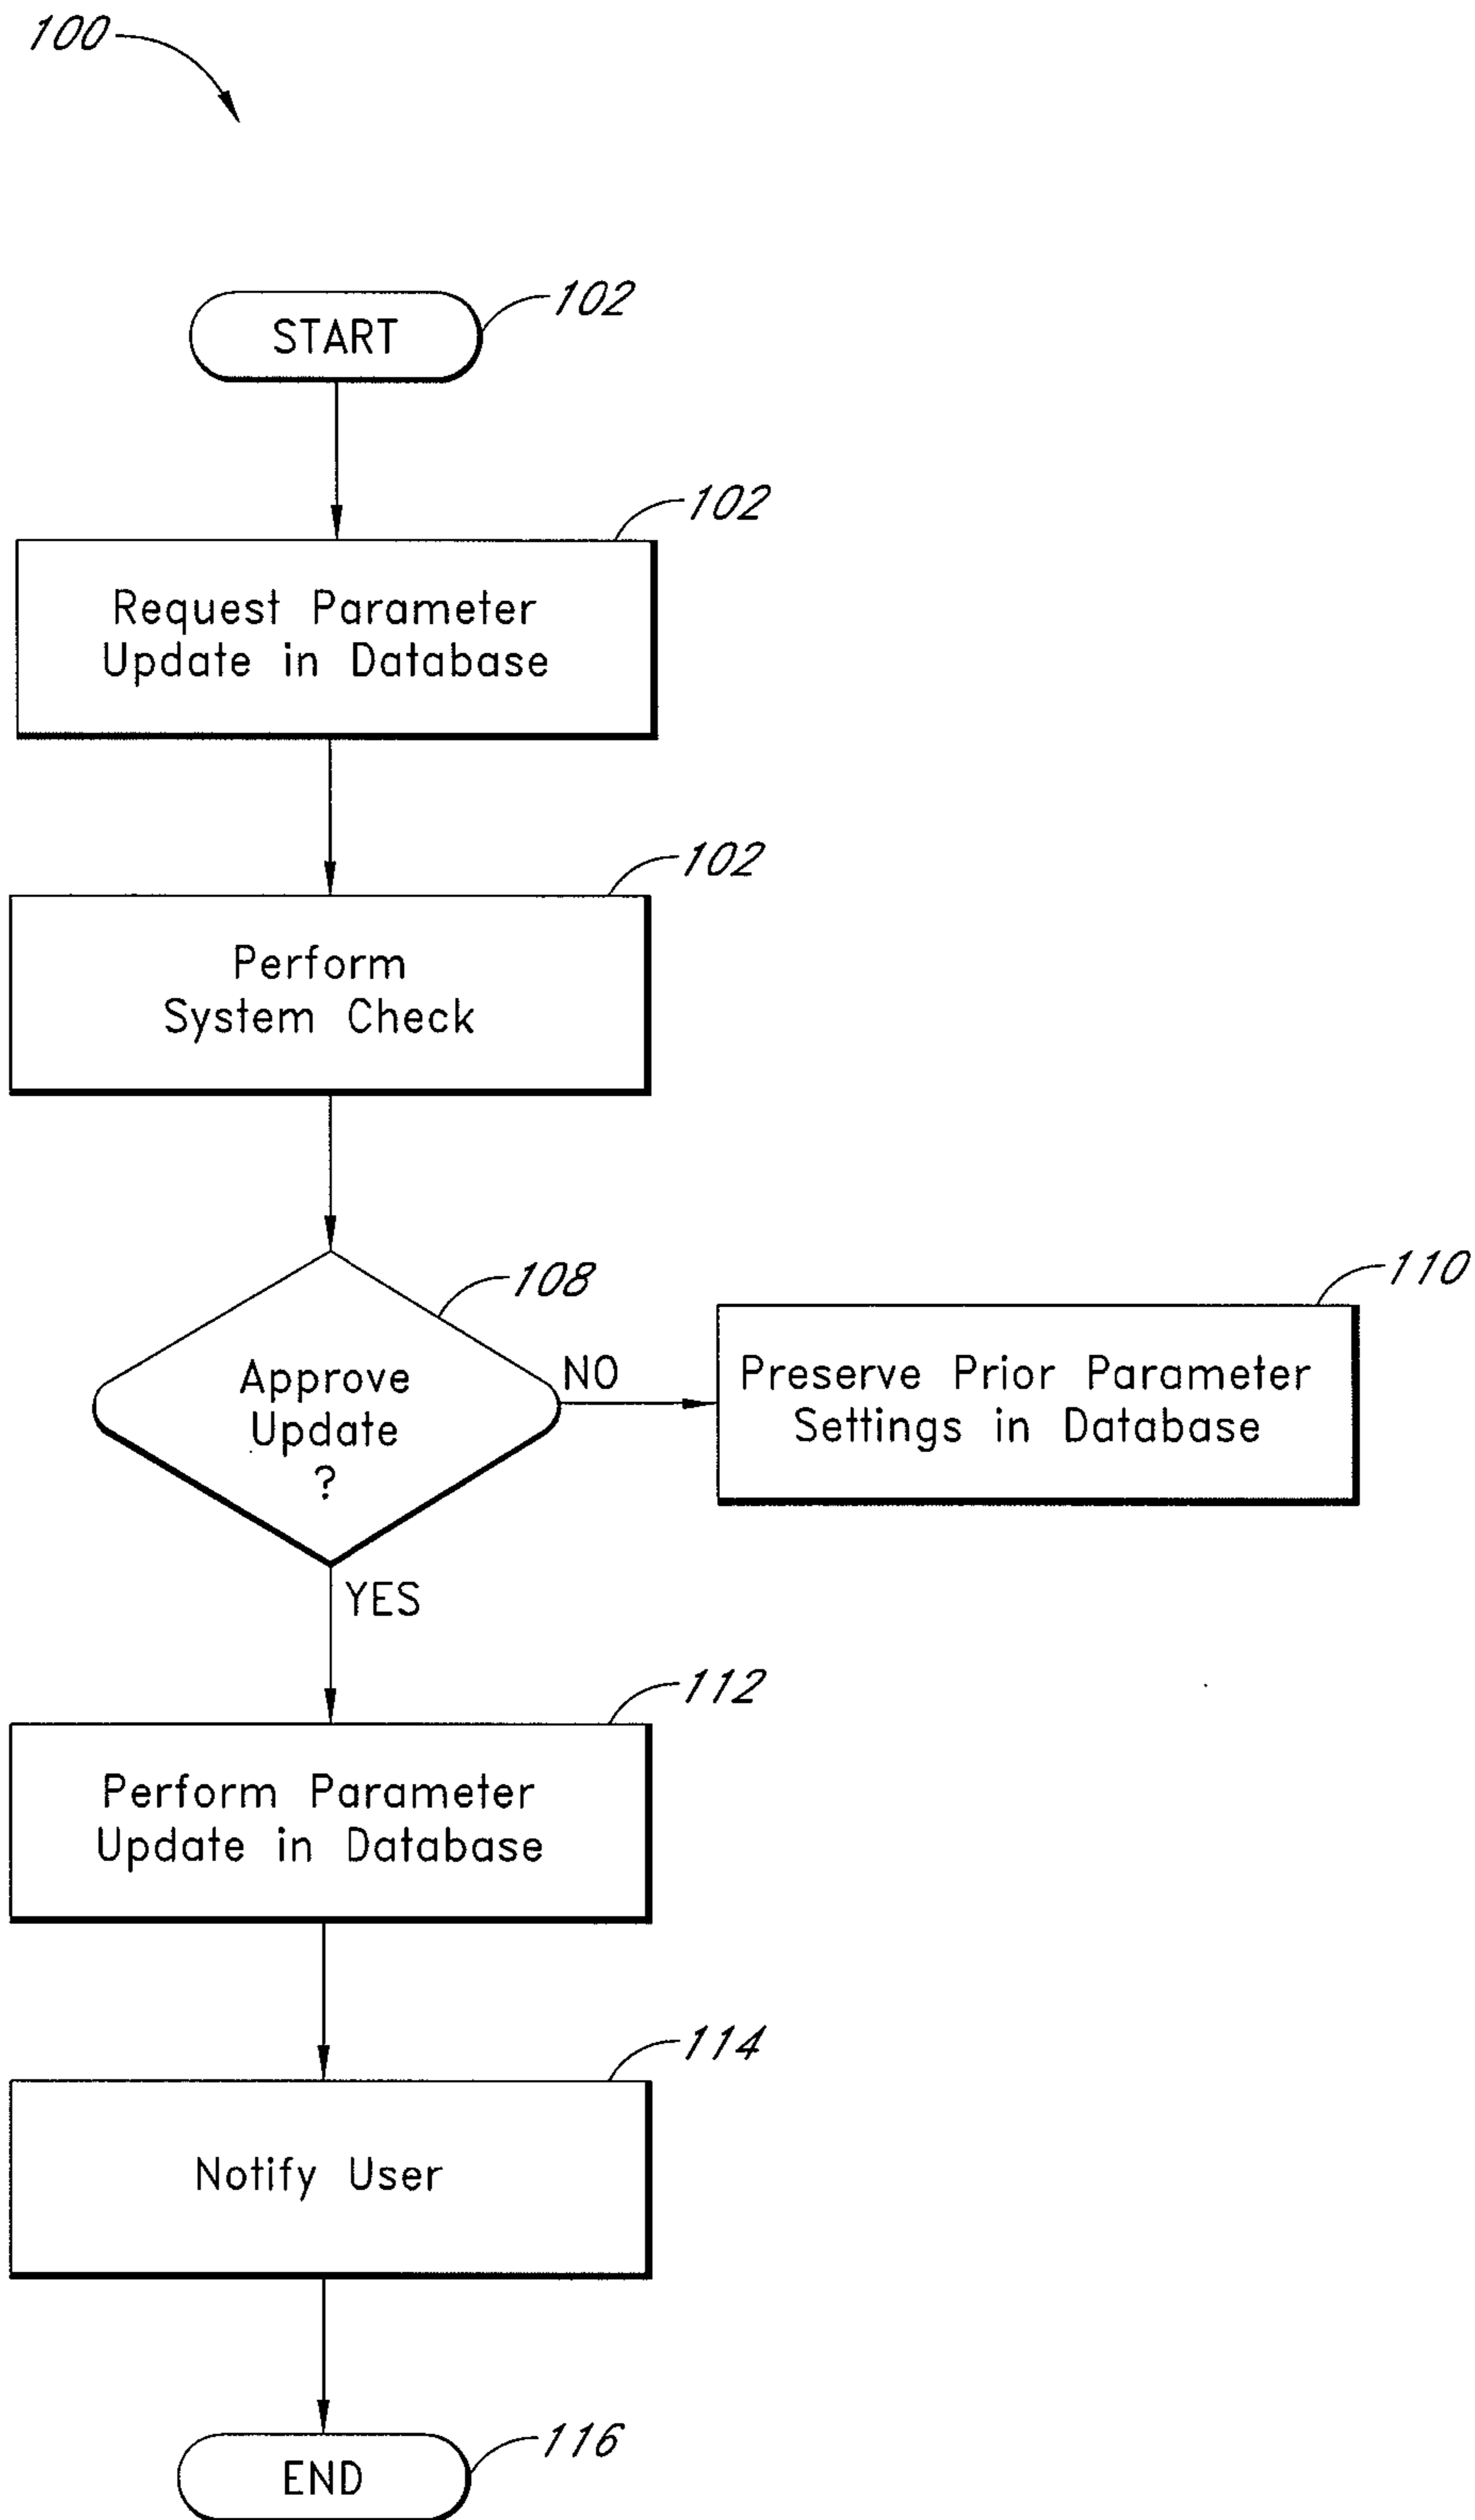 100
START
102
102
Request Parameter
Update in Database
102
Perform
System Check
108
Approve
Update
?
NO
110
Preserve Prior Parameter
Settings in Database
YES
112
Perform Parameter
Update in Database
114
Notify User
116
END